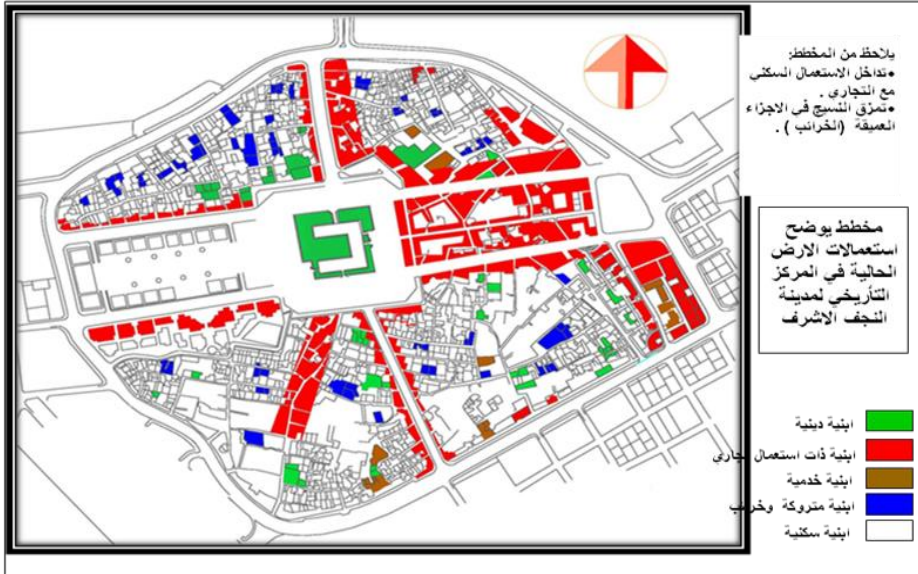 يلاحظ من المخطط:
•تداخل الاستعمال السكني
مع التجاري .
•تمزق النسيج في الاجزاء
العميقة (الخرائب ) .
مخطط يوضح
استعمالات الارض
الحالية في المركز
التأريخي لمدينة
النجف الاشرف
ابنية دينية
ابنية ذات استعمال تجاري
ابنية خدمية
ابنية متروكة وخرائب
ابنية سكنية